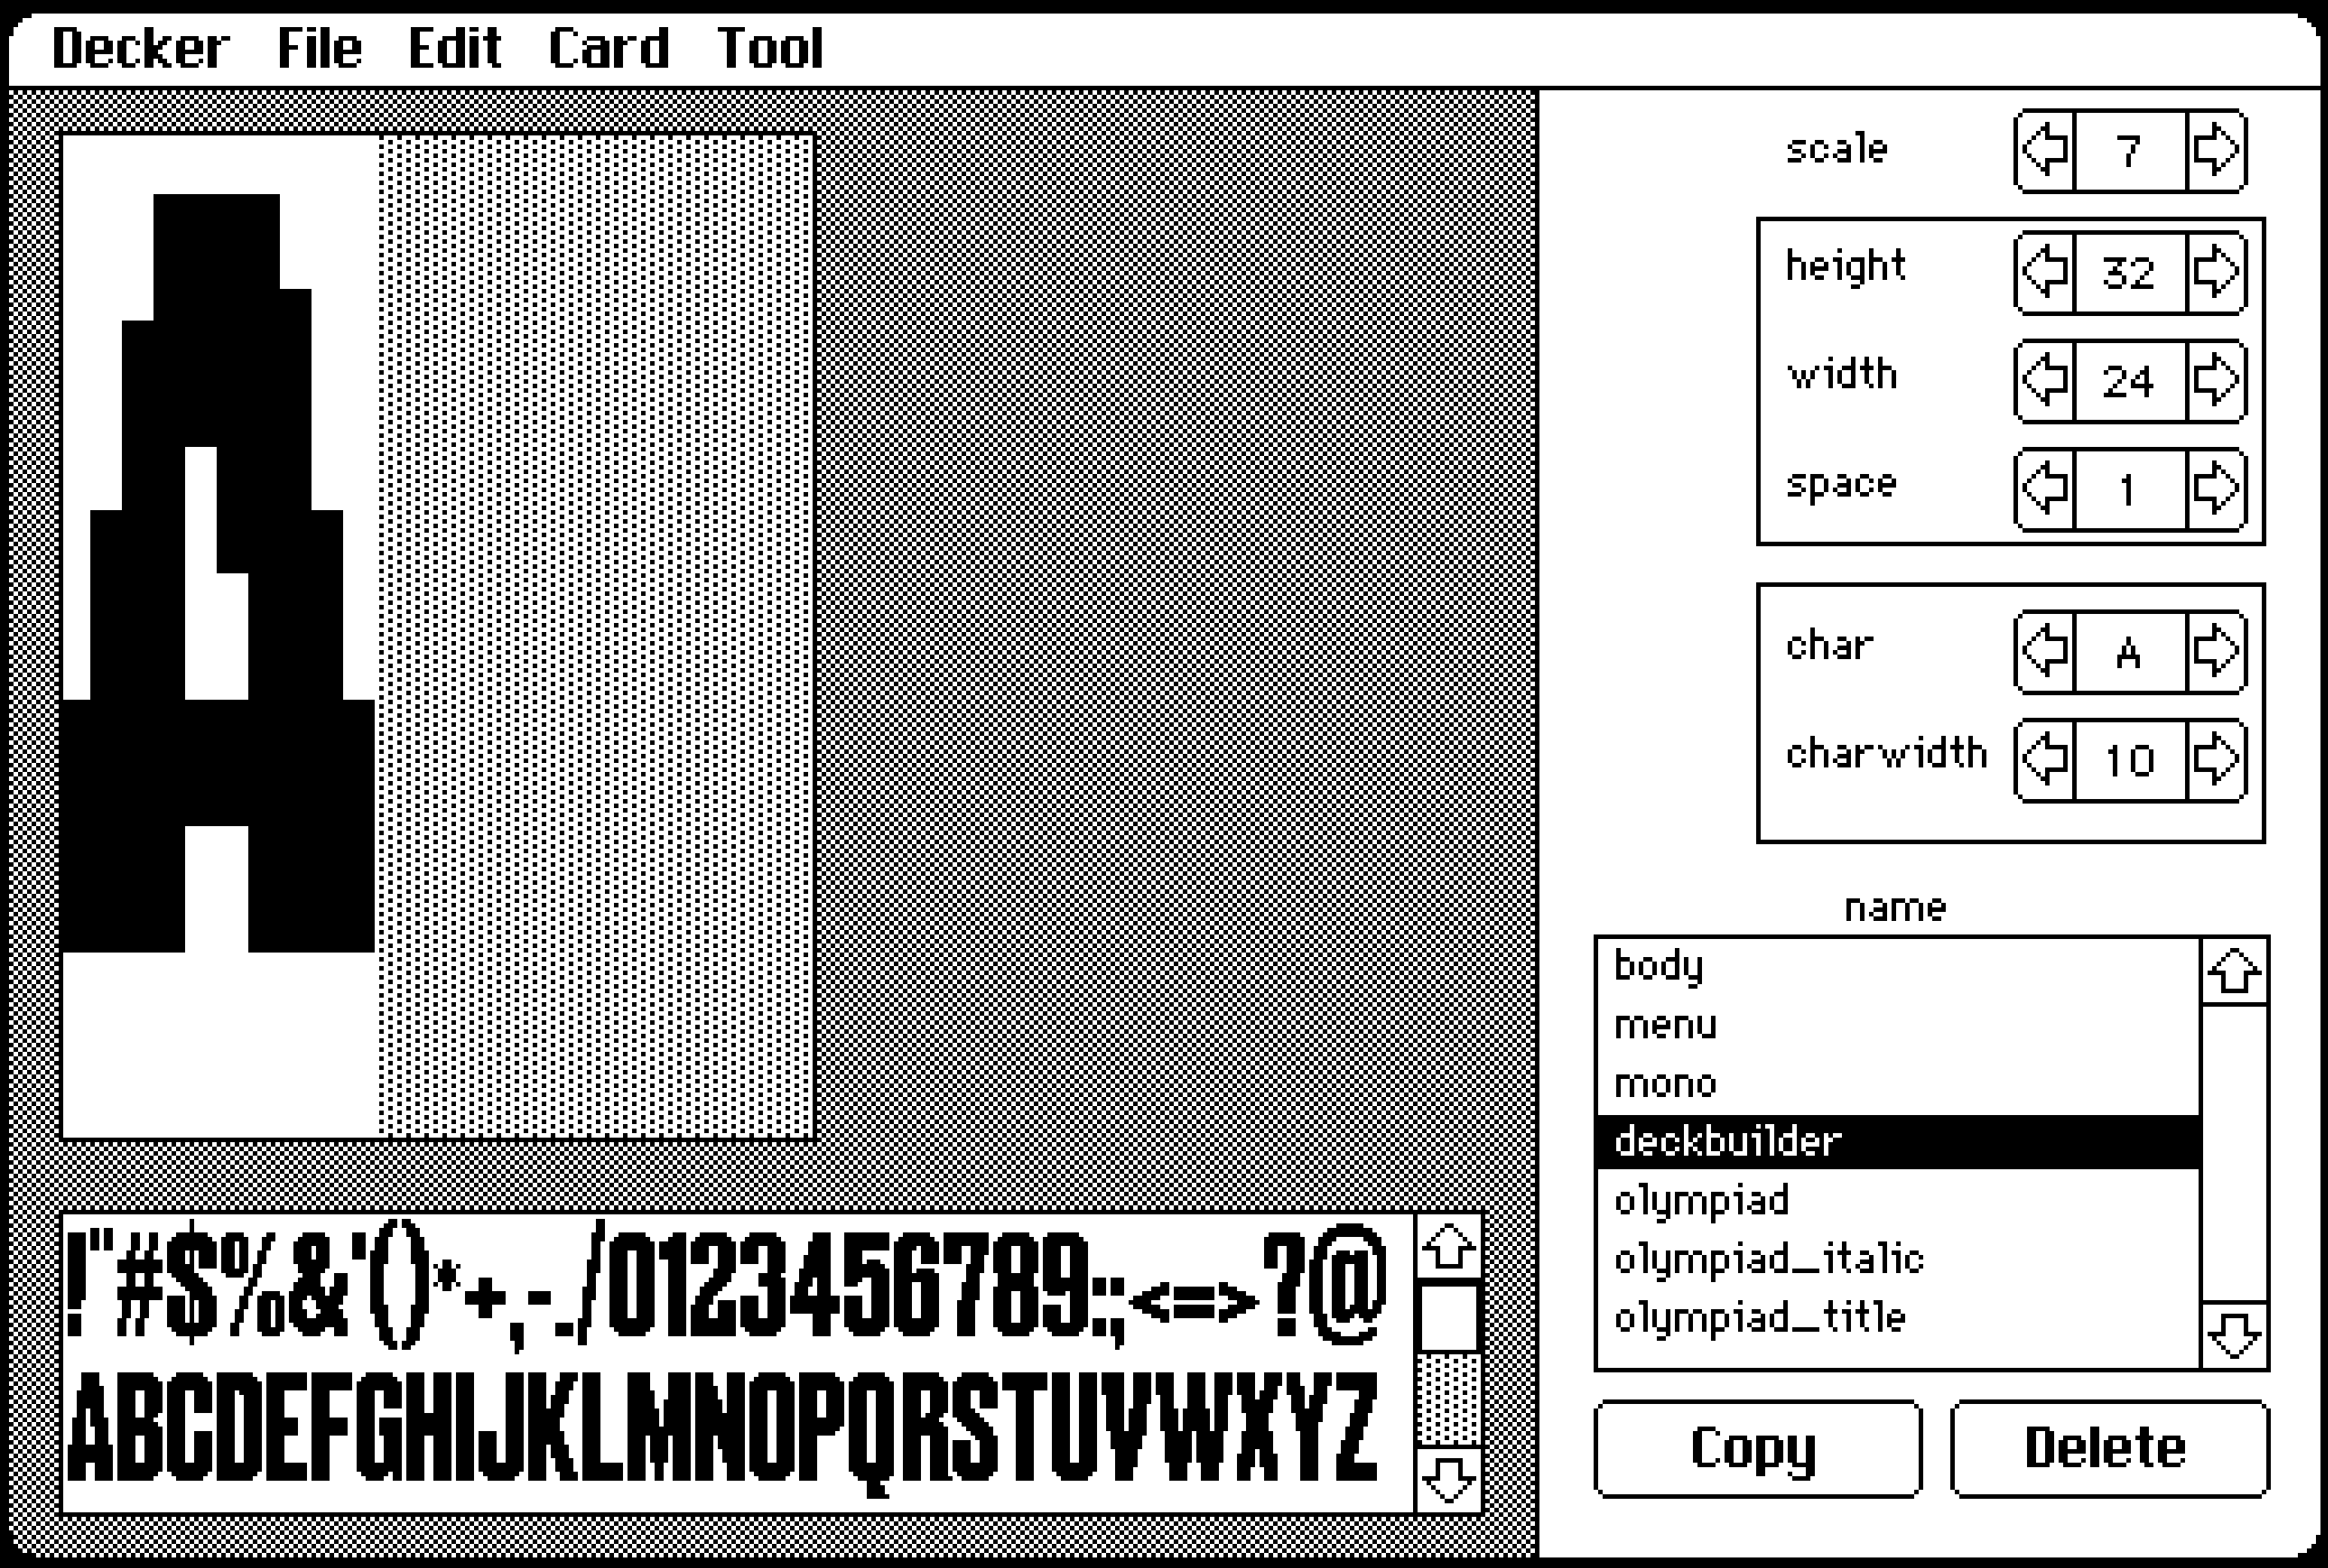 Decker File Edit Card Tool
scale 7
height 32
width 24
space 1
char A
charwidth 10
name
body
menu
mono
deckbuilder
olympiad
olympiad_italic
olympiad_title
Copy Delete
A
!"#$%&'()*+,-./0123456789:;<=>?@
ABCDEFGHIJKLMNOPQRSTUVWXYZ